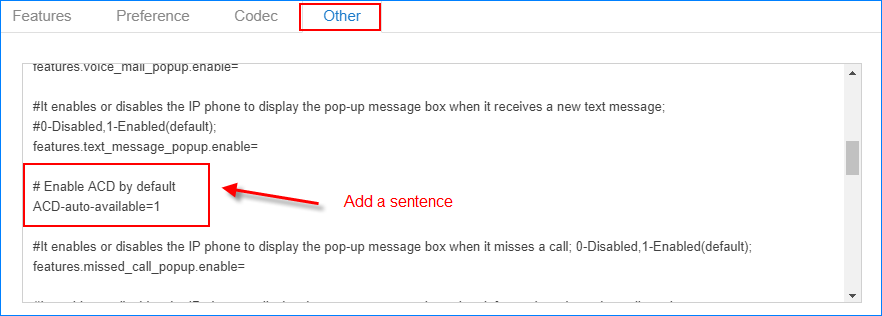 Features Preference Codec Other
features.voice_mail_popup.enable=
#It enables or disables the IP phone to display the pop-up message box when it receives a new text message;
#0-Disabled,1-Enabled(default);
features.text_message_popup.enable=
# Enable ACD by default
ACD-auto-available=1
Add a sentence
#It enables or disables the IP phone to display the pop-up message box when it misses a call; 0-Disabled,1-Enabled(default);
features.missed_call_popup.enable=